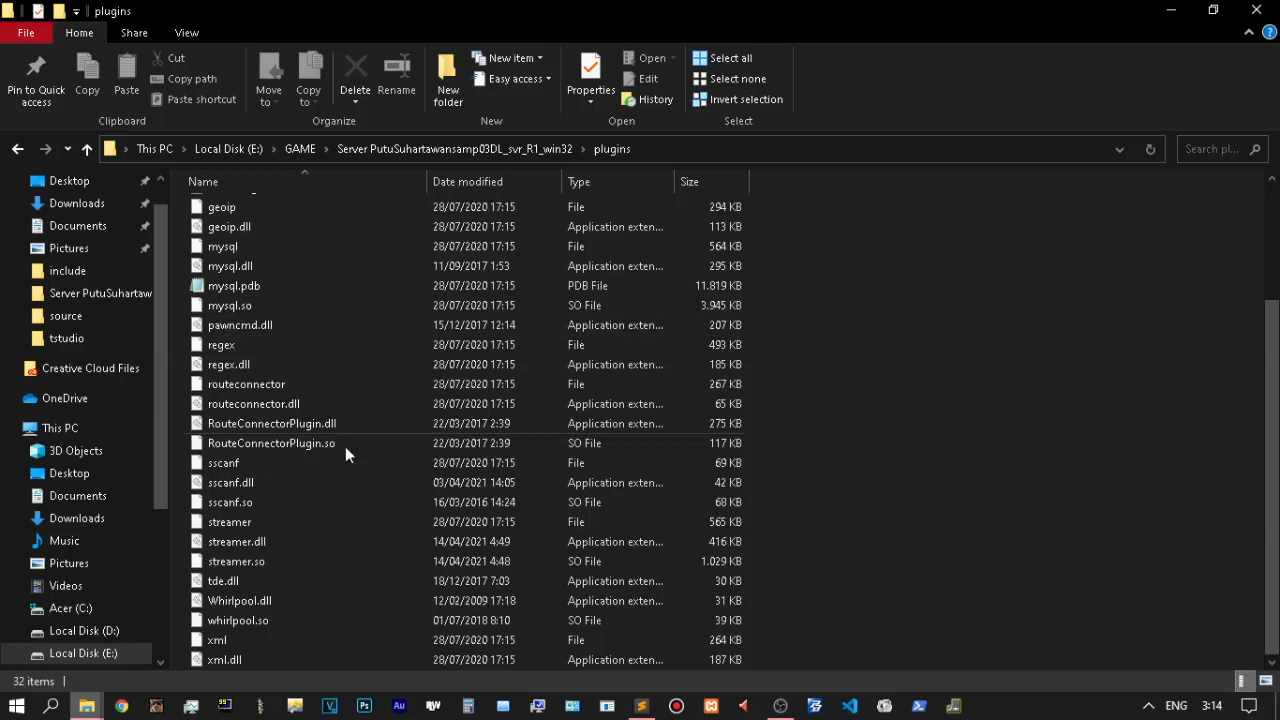 plugins
File Home Share View
Pin to Quick access
Copy
Paste
Cut
Copy path
Paste shortcut
Clipboard
Move to
Copy to
Delete
Rename
Organize
New folder
New item
Easy access
New
Properties
Open
Edit
History
Open
Select all
Select none
Invert selection
Select
This PC Local Disk (E:) GAME Server PutuSuhartawansamp03DL_svr_R1_win32 plugins
Search pl...
Desktop
Downloads
Documents
Pictures
include
Server PutuSuhartaw
source
tstudio
Creative Cloud Files
OneDrive
This PC
3D Objects
Desktop
Documents
Downloads
Music
Pictures
Videos
Acer (C:)
Local Disk (D:)
Local Disk (E:)
Name Date modified Type Size
geoip 28/07/2020 17:15 File 294 KB
geoip.dll 28/07/2020 17:15 Application exten... 113 KB
mysql 28/07/2020 17:15 File 564 KB
mysql.dll 11/09/2017 1:53 Application exten... 295 KB
mysql.pdb 28/07/2020 17:15 PDB File 11.819 KB
mysql.so 28/07/2020 17:15 SO File 3.945 KB
pawncmd.dll 15/12/2017 12:14 Application exten... 207 KB
regex 28/07/2020 17:15 File 493 KB
regex.dll 28/07/2020 17:15 Application exten... 185 KB
routeconnector 28/07/2020 17:15 File 267 KB
routeconnector.dll 28/07/2020 17:15 Application exten... 65 KB
RouteConnectorPlugin.dll 22/03/2017 2:39 Application exten... 275 KB
RouteConnectorPlugin.so 22/03/2017 2:39 SO File 117 KB
sscanf 28/07/2020 17:15 File 69 KB
sscanf.dll 03/04/2021 14:05 Application exten... 42 KB
sscanf.so 16/03/2016 14:24 SO File 68 KB
streamer 28/07/2020 17:15 File 565 KB
streamer.dll 14/04/2021 4:49 Application exten... 416 KB
streamer.so 14/04/2021 4:48 SO File 1.029 KB
tde.dll 18/12/2017 7:03 Application exten... 30 KB
Whirlpool.dll 12/02/2009 17:18 Application exten... 31 KB
whirlpool.so 01/07/2018 8:10 SO File 39 KB
xml 28/07/2020 17:15 File 264 KB
xml.dll 28/07/2020 17:15 Application exten... 187 KB
32 items
Ps Au ENG 3:14